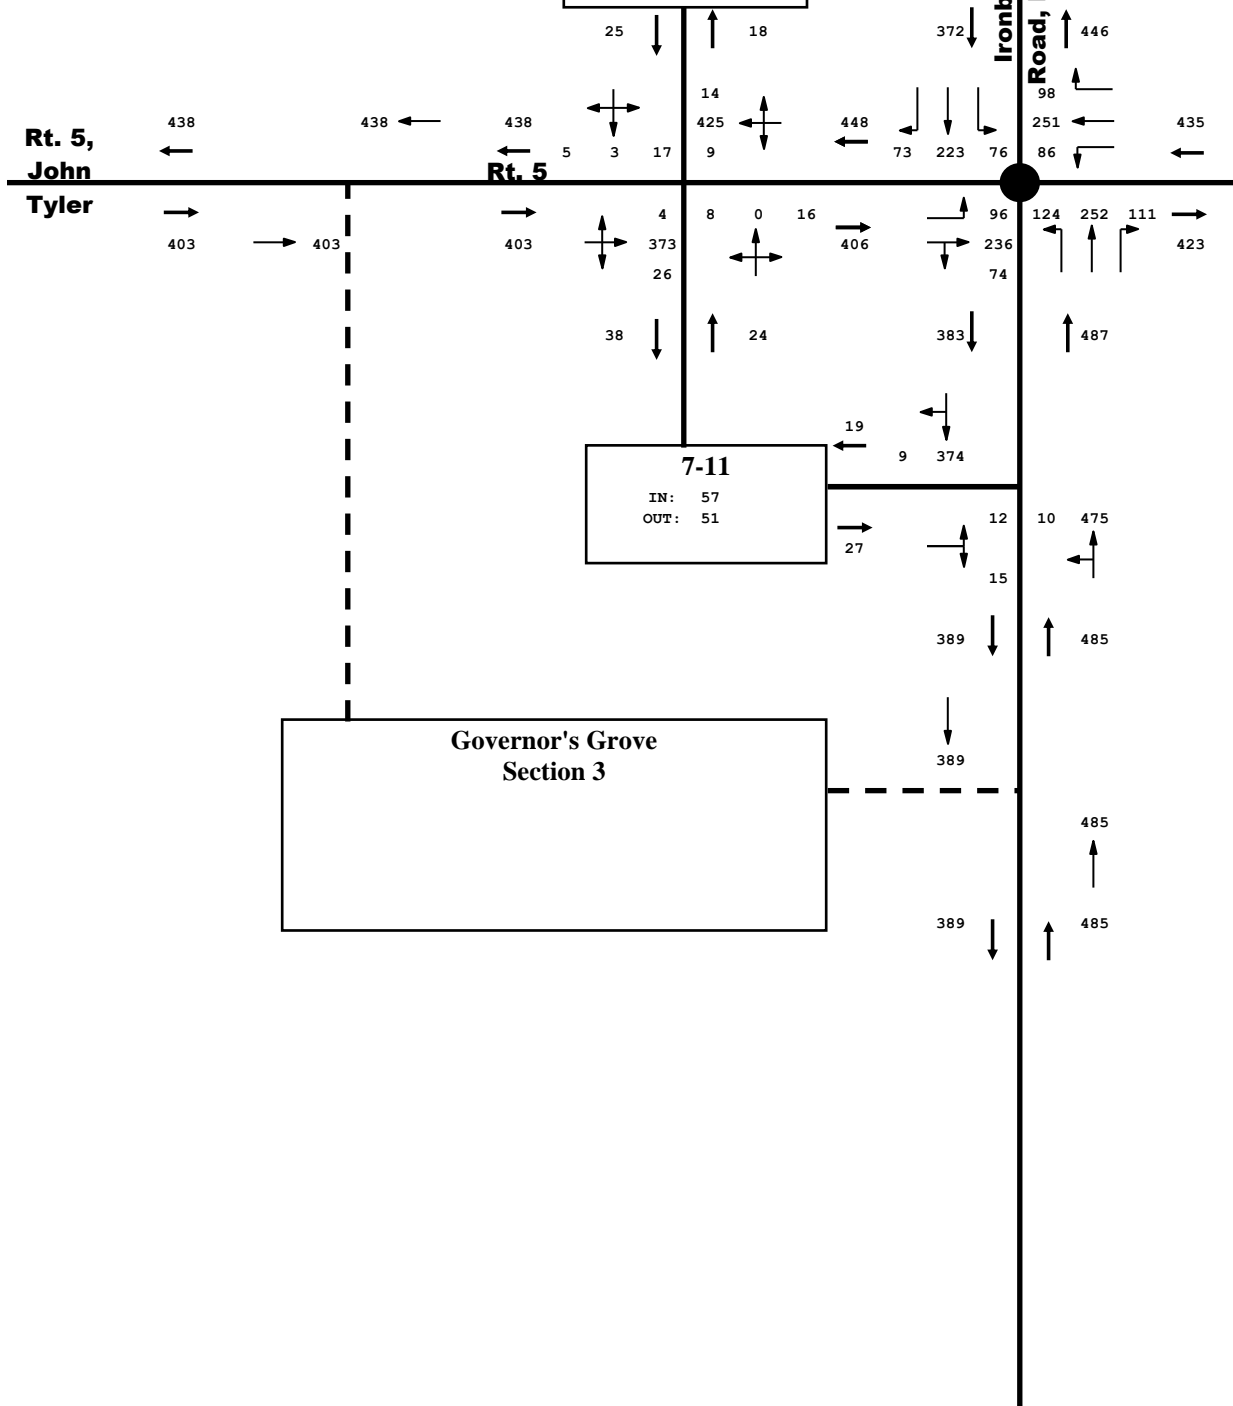 Ironb
Road,
25 18 372 446
14 98
438 438 438 425 448 251 435
Rt. 5,
5 3 17 9 73 223 76 86
John
Rt. 5
Tyler
4 8 0 16 96 124 252 111
403 403 403 373 406 236 423
26 74
38 24 383 487
19
9 374
7-11
IN: 57
OUT: 51
12 10 475
27
15
389 485
Governor's Grove
Section 3
389
485
389 485